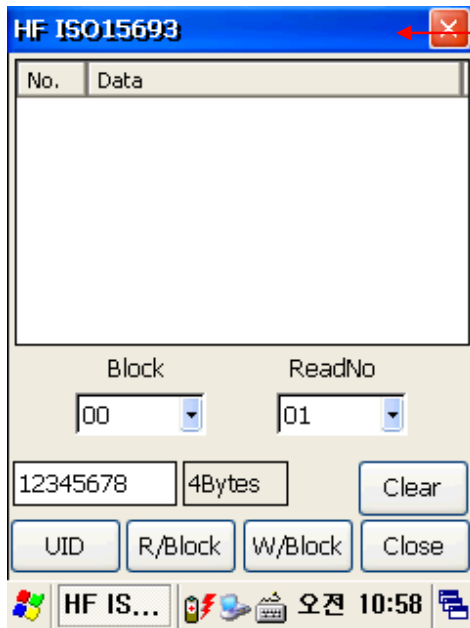 HF ISO15693
No. Data
Block ReadNo
00 01
12345678 4Bytes Clear
UID R/Block W/Block Close
HF IS... 오전 10:58